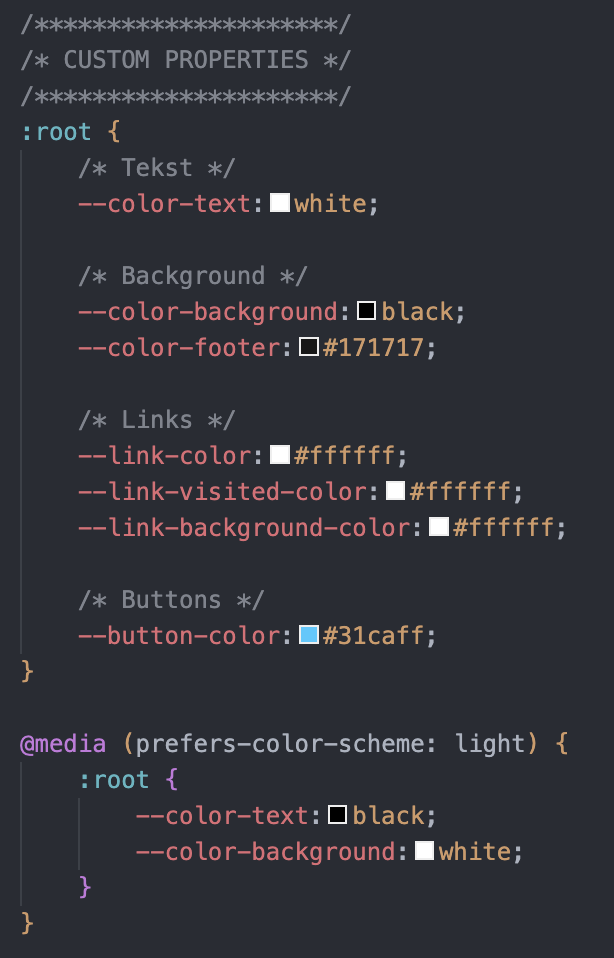 /*********************/
/* CUSTOM PROPERTIES */
/*********************/
:root {
    /* Tekst */
    --color-text: white;

    /* Background */
    --color-background: black;
    --color-footer: #171717;

    /* Links */
    --link-color: #ffffff;
    --link-visited-color: #ffffff;
    --link-background-color: #ffffff;

    /* Buttons */
    --button-color: #31caff;
}

@media (prefers-color-scheme: light) {
    :root {
        --color-text: black;
        --color-background: white;
    }
}